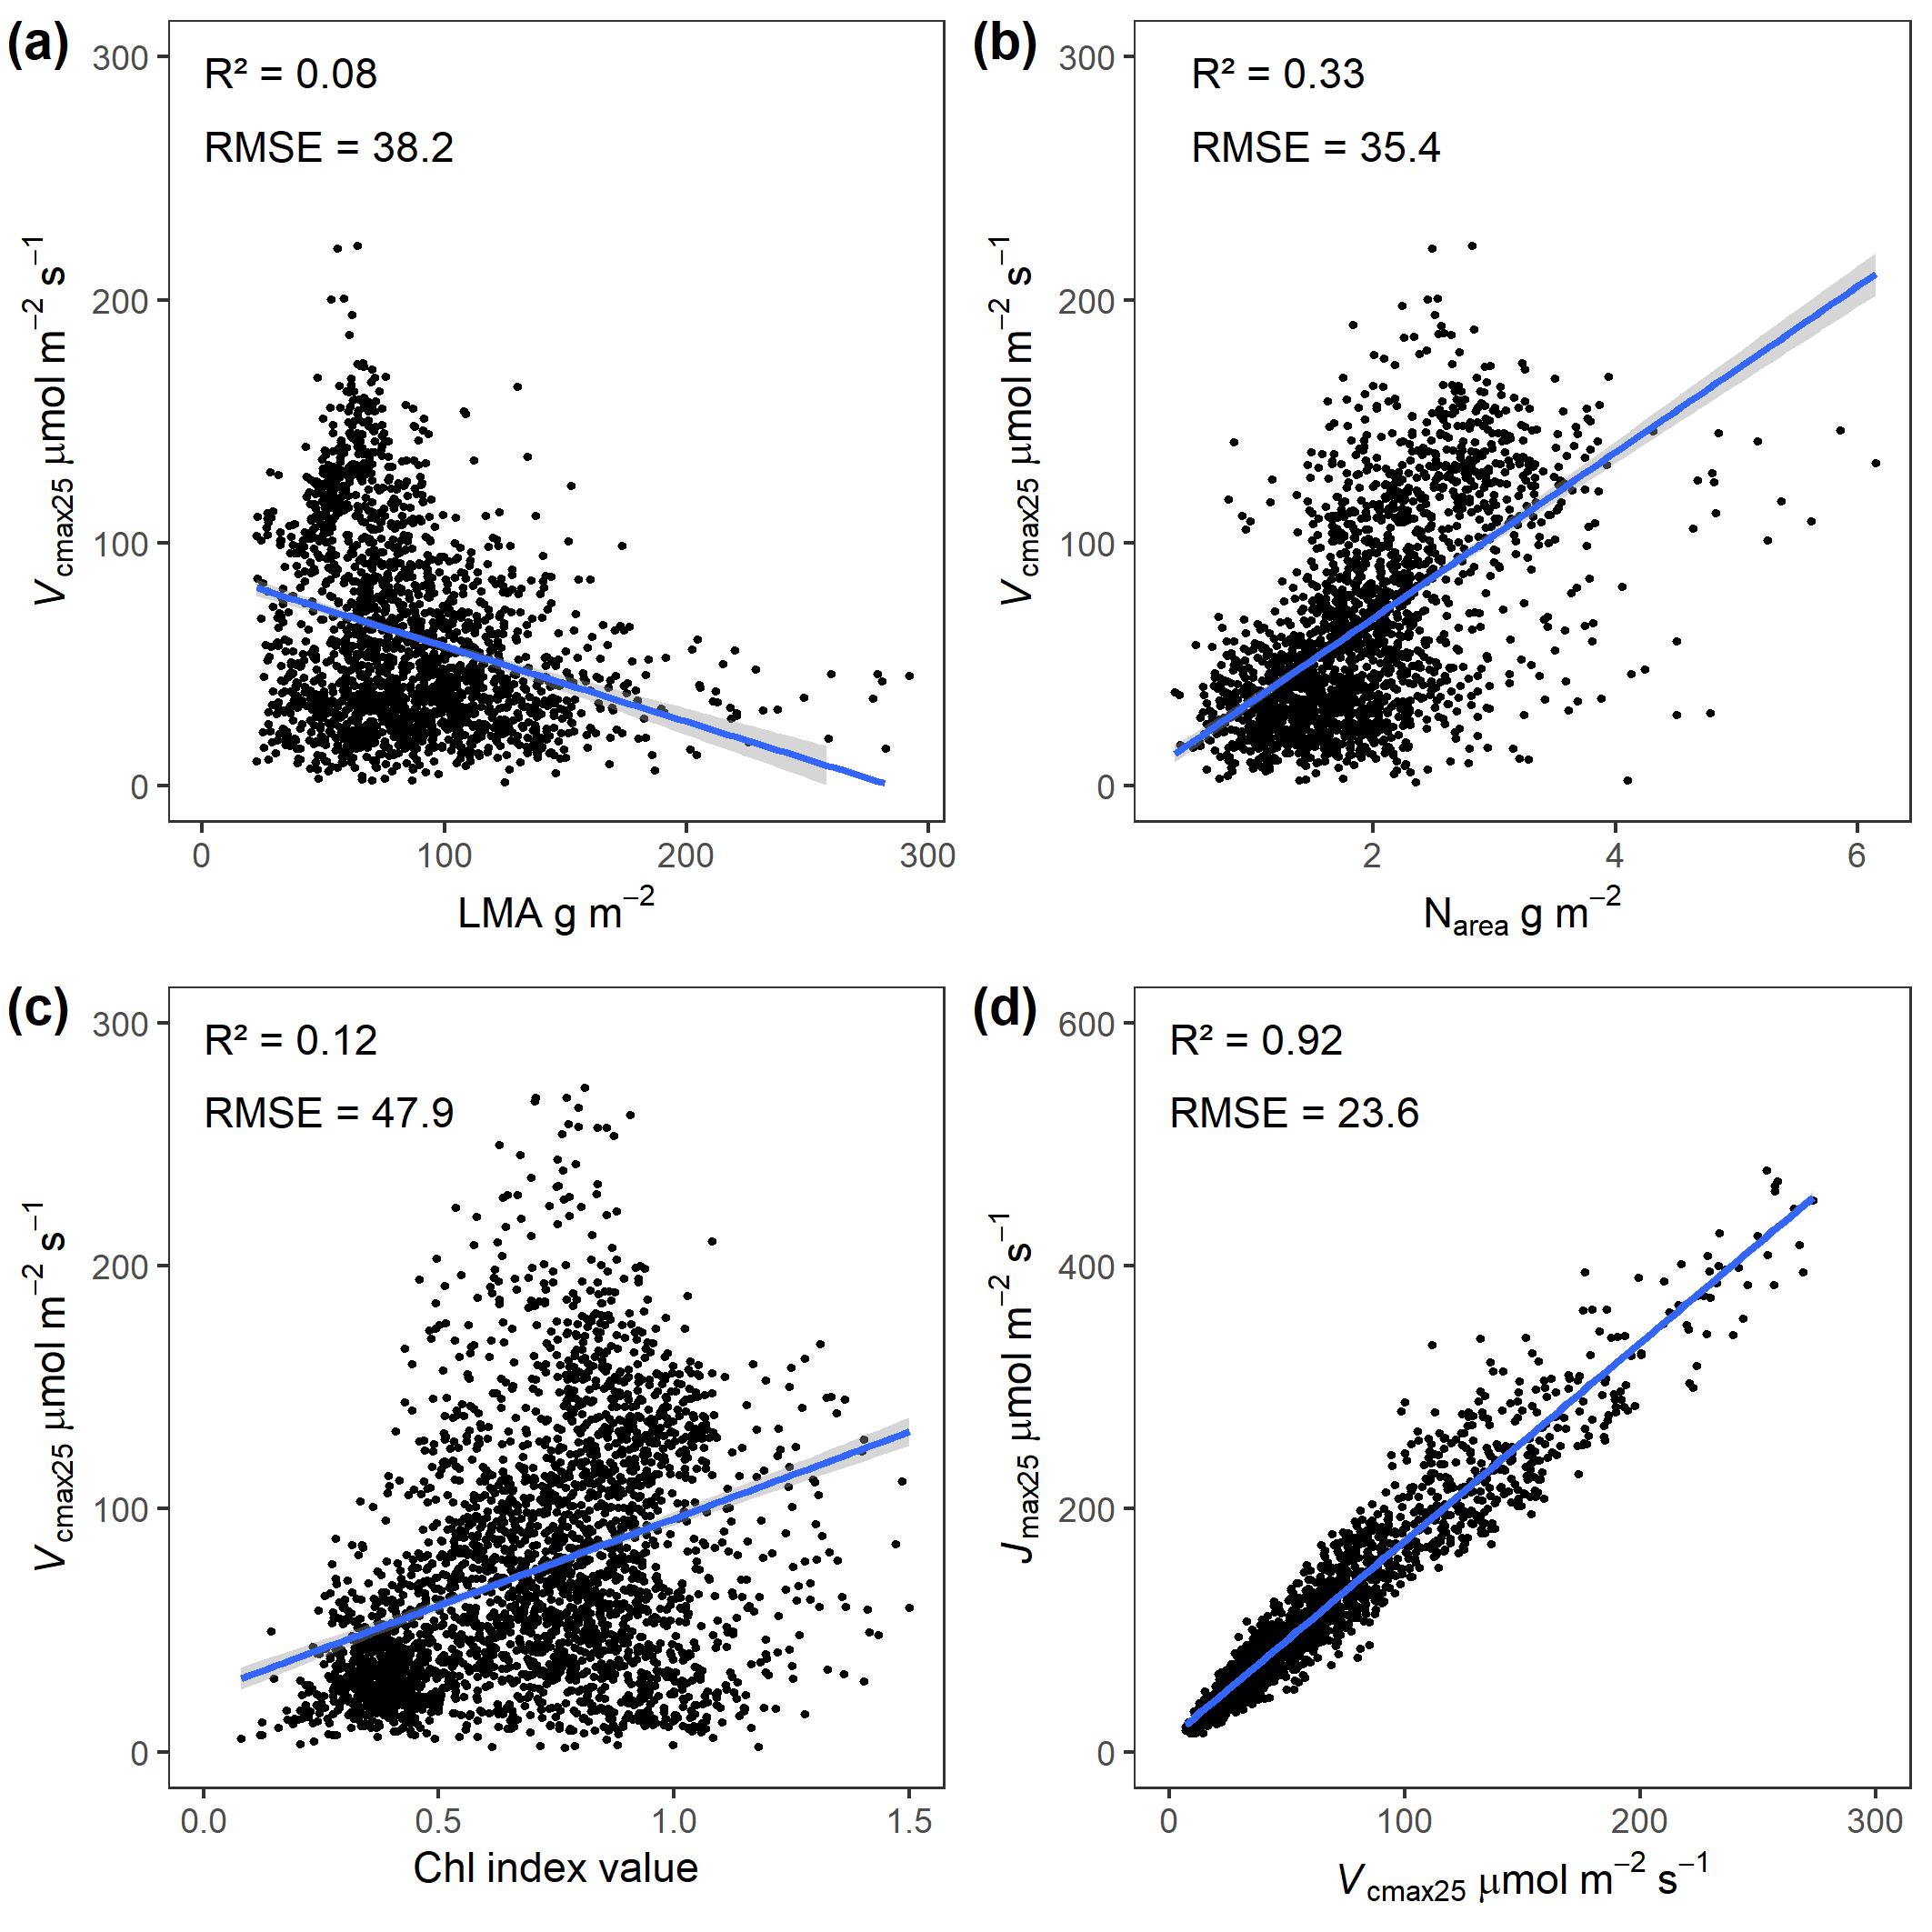 (a)
R² = 0.08
RMSE = 38.2
300
200
100
0
Vcmax25 μmol m−2 s−1
0 100 200 300
LMA g m−2
(b)
R² = 0.33
RMSE = 35.4
300
200
100
0
Vcmax25 μmol m−2 s−1
2 4 6
Narea g m−2
(c)
R² = 0.12
RMSE = 47.9
300
200
100
0
Vcmax25 μmol m−2 s−1
0.0 0.5 1.0 1.5
Chl index value
(d)
R² = 0.92
RMSE = 23.6
600
400
200
0
Jmax25 μmol m−2 s−1
0 100 200 300
Vcmax25 μmol m−2 s−1